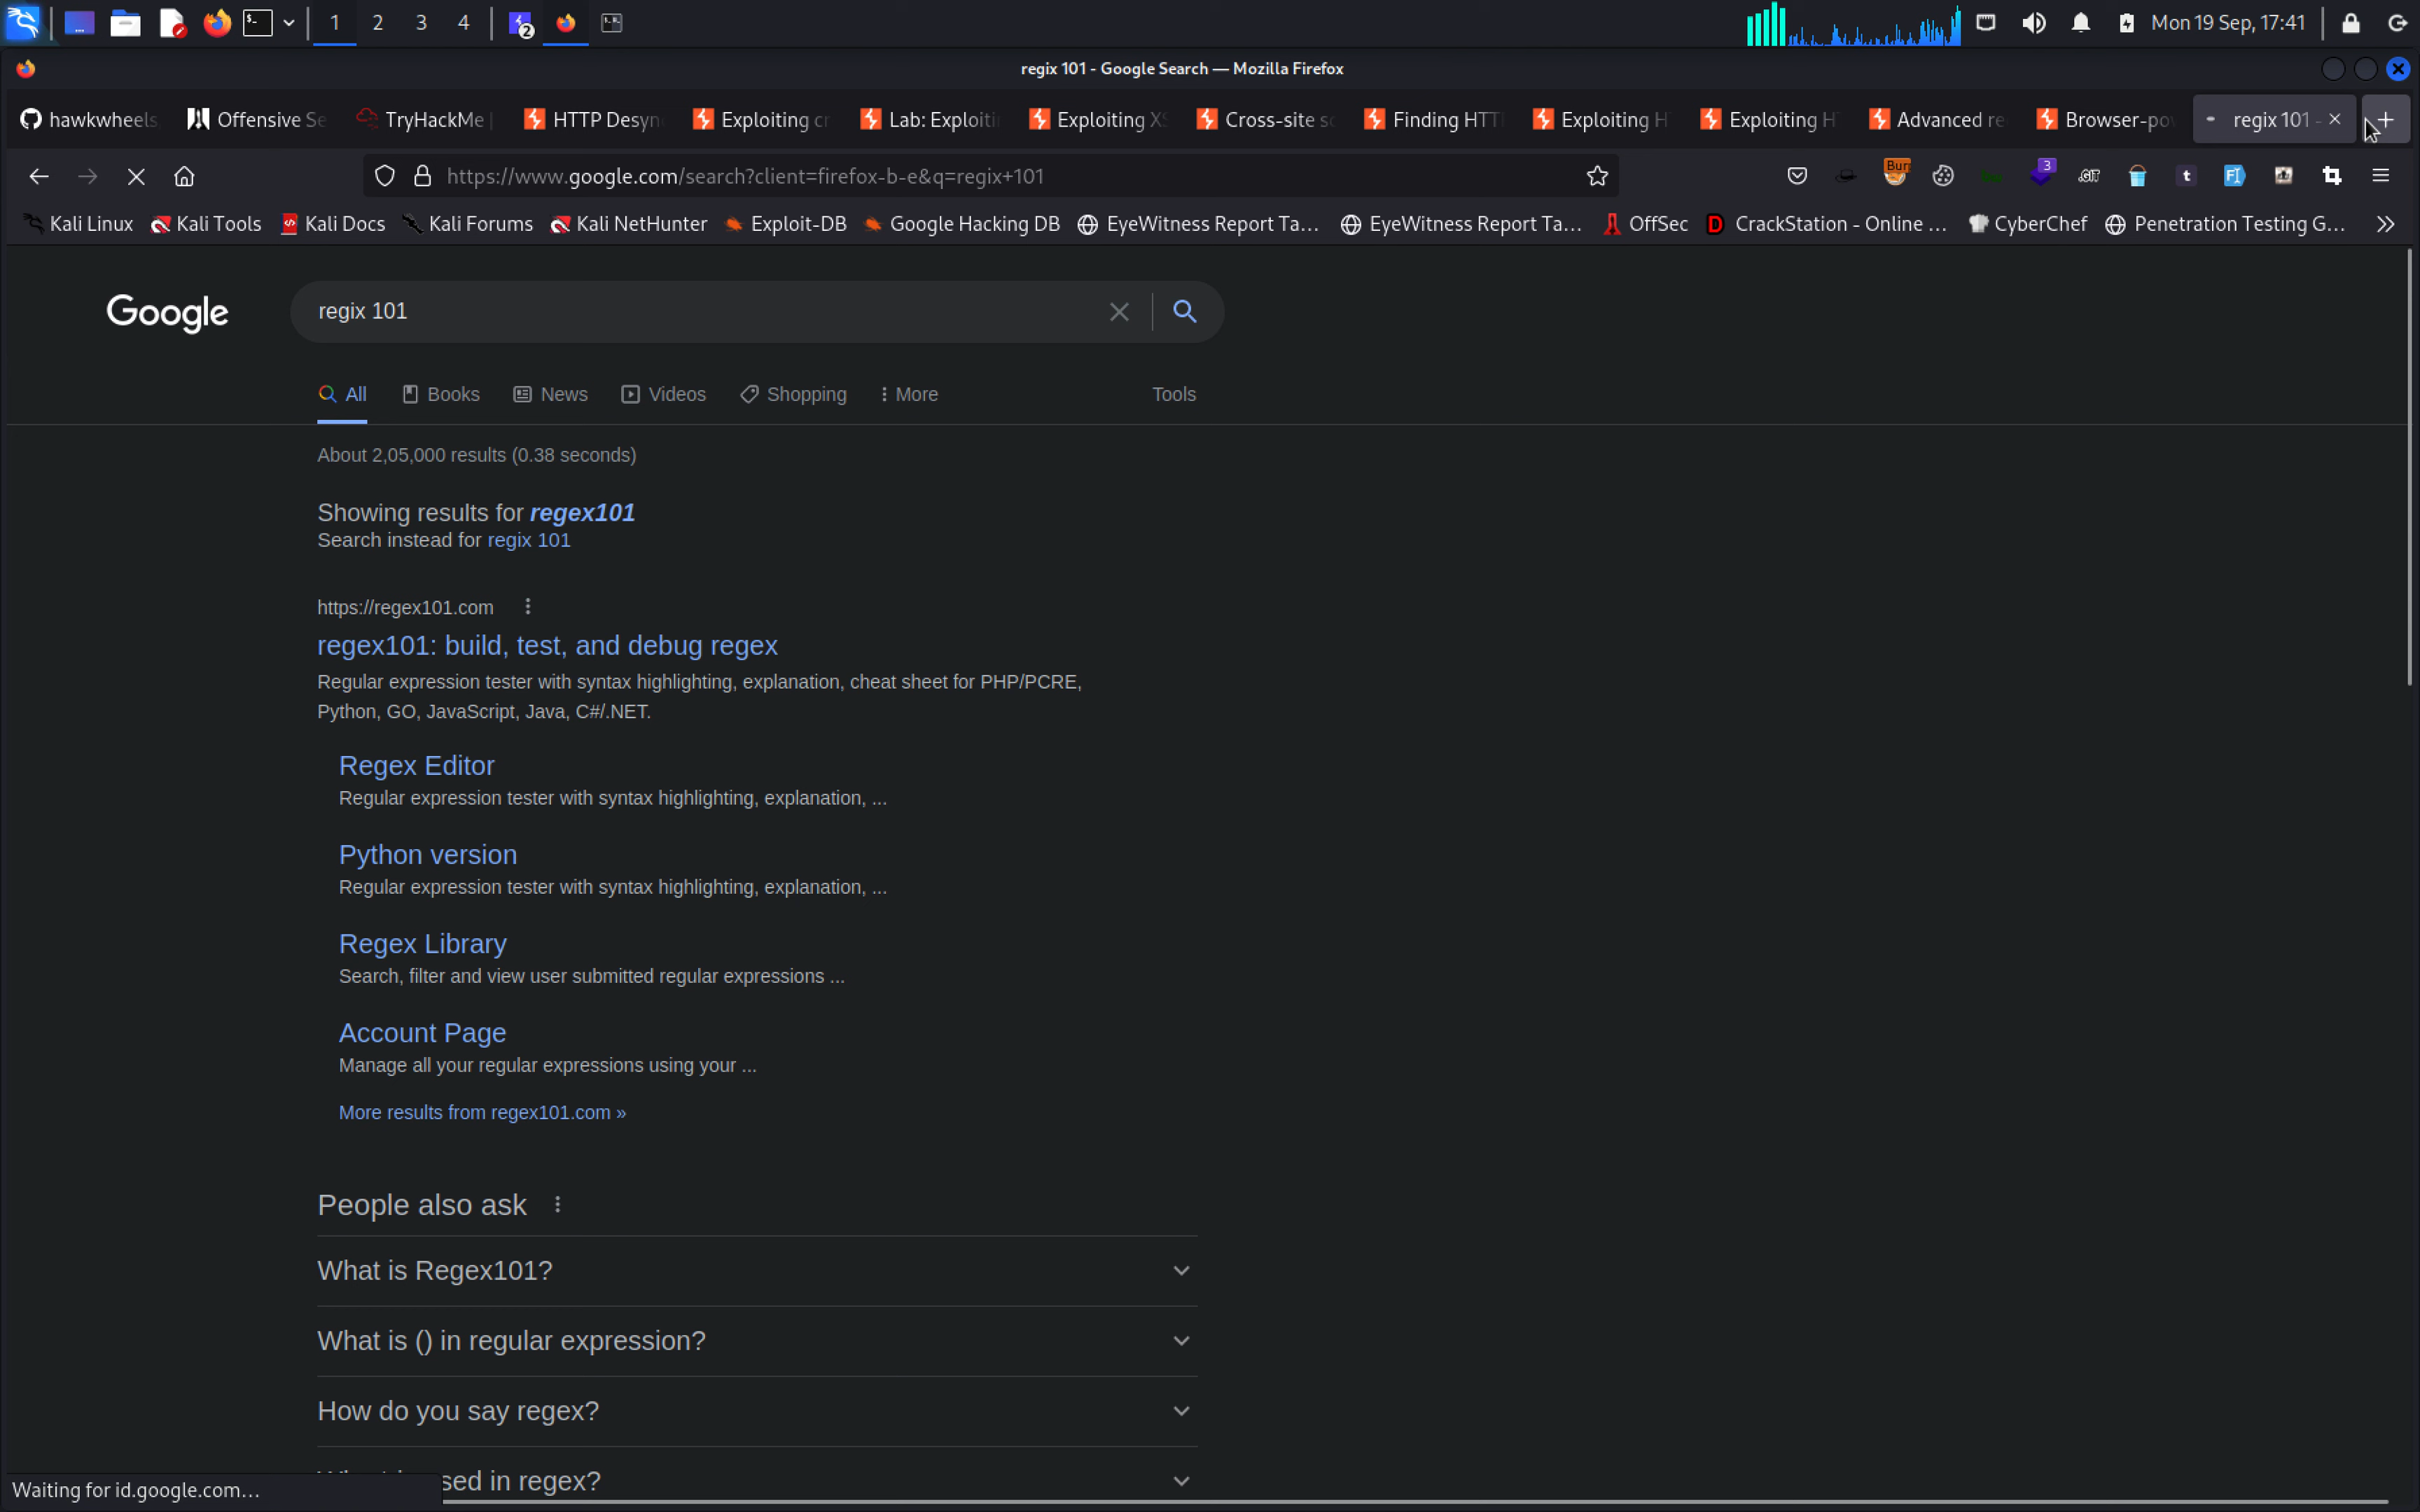 1 2 3 4 2 Mon 19 Sep, 17:41
regix 101 - Google Search — Mozilla Firefox
hawkwheels Offensive Se TryHackMe | HTTP Desyn Exploiting cr Lab: Exploiti Exploiting XS Cross-site sc Finding HTT Exploiting H Exploiting H Advanced re Browser-po regix 101 -
https://www.google.com/search?client=firefox-b-e&q=regix+101 Burp 3 .GIT t
Kali Linux Kali Tools Kali Docs Kali Forums Kali NetHunter Exploit-DB Google Hacking DB EyeWitness Report Ta... EyeWitness Report Ta... OffSec CrackStation - Online ... CyberChef Penetration Testing G...
Google regix 101
All Books News Videos Shopping More Tools
About 2,05,000 results (0.38 seconds)
Showing results for regex101
Search instead for regix 101
https://regex101.com
regex101: build, test, and debug regex
Regular expression tester with syntax highlighting, explanation, cheat sheet for PHP/PCRE,
Python, GO, JavaScript, Java, C#/.NET.
Regex Editor
Regular expression tester with syntax highlighting, explanation, ...
Python version
Regular expression tester with syntax highlighting, explanation, ...
Regex Library
Search, filter and view user submitted regular expressions ...
Account Page
Manage all your regular expressions using your ...
More results from regex101.com »
People also ask
What is Regex101?
What is () in regular expression?
How do you say regex?
sed in regex?
Waiting for id.google.com...